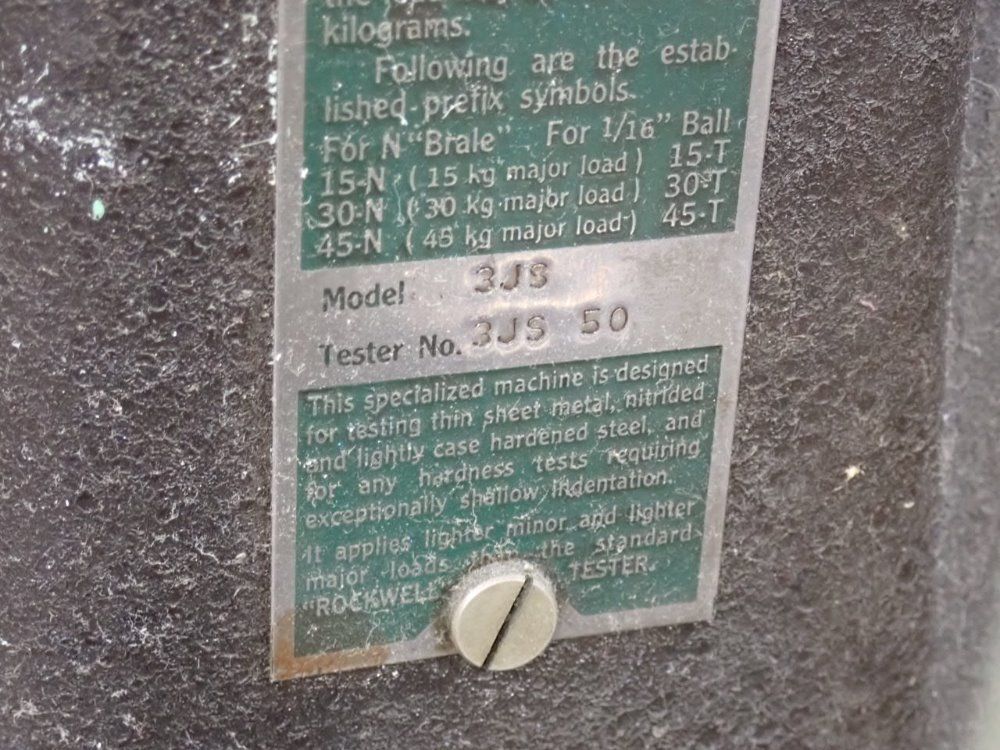 the
kilograms.
Following are the estab-
lished prefix symbols.
For N "Brale" For 1/16" Ball
15-N (15 kg major load) 15-T
30-N (30 kg major load) 30-T
45-N (45 kg major load) 45-T
Model 3JS
Tester No. 3JS 50
This specialized machine is designed
for testing thin sheet metal, nitrided
and lightly case hardened steel, and
for any hardness tests requiring
exceptionally shallow indentation.
It applies lighter minor and lighter
major loads than the standard
"ROCKWELL TESTER.